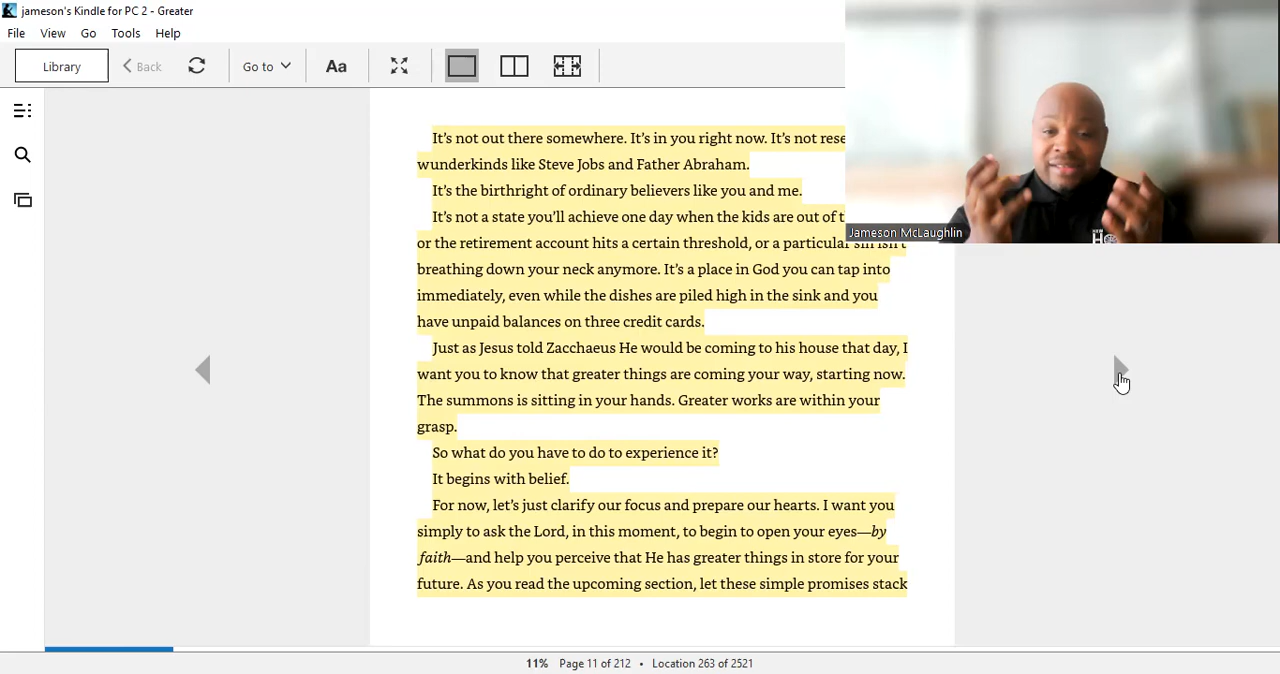 jameson's Kindle for PC 2 - Greater
File View Go Tools Help
Library Back Go to Aa
It's not out there somewhere. It's in you right now. It's not
wunderkinds like Steve Jobs and Father Abraham.
It's the birthright of ordinary believers like you and me.
It's not a state you'll achieve one day when the kids are out of
or the retirement account hits a certain threshold, or a particular sin isn't
breathing down your neck anymore. It's a place in God you can tap into
immediately, even while the dishes are piled high in the sink and you
have unpaid balances on three credit cards.
Just as Jesus told Zacchaeus He would be coming to his house that day, I
want you to know that greater things are coming your way, starting now.
The summons is sitting in your hands. Greater works are within your
grasp.
So what do you have to do to experience it?
It begins with belief.
For now, let's just clarify our focus and prepare our hearts. I want you
simply to ask the Lord, in this moment, to begin to open your eyes—by
faith—and help you perceive that He has greater things in store for your
future. As you read the upcoming section, let these simple promises stack
Jameson McLaughlin
11% Page 11 of 212 • Location 263 of 2521